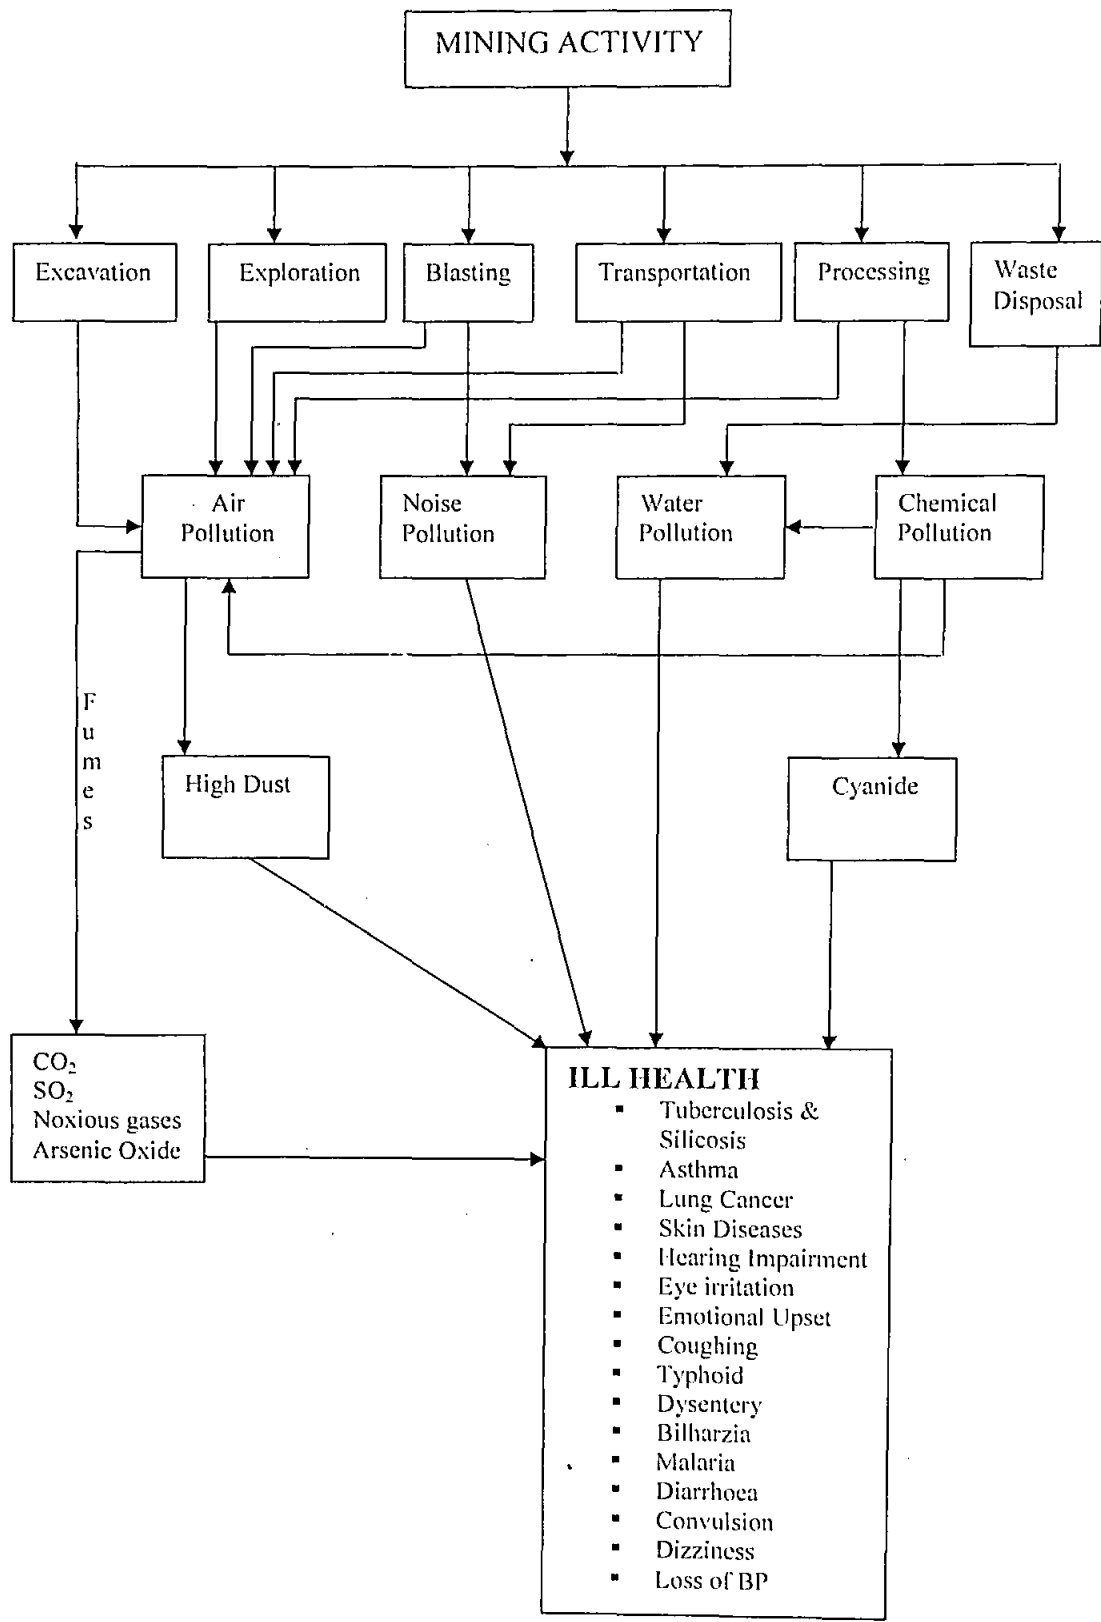 MINING ACTIVITY
Excavation
Exploration
Blasting
Transportation
Processing
Waste
Disposal
Air
Pollution
Noise
Pollution
Water
Pollution
Chemical
Pollution
Fumes
High Dust
Cyanide
CO₂
SO₂
Noxious gases
Arsenic Oxide
ILL HEALTH
▪ Tuberculosis &
Silicosis
▪ Asthma
▪ Lung Cancer
▪ Skin Diseases
▪ Hearing Impairment
▪ Eye irritation
▪ Emotional Upset
▪ Coughing
▪ Typhoid
▪ Dysentery
▪ Bilharzia
▪ Malaria
▪ Diarrhoea
▪ Convulsion
▪ Dizziness
▪ Loss of BP